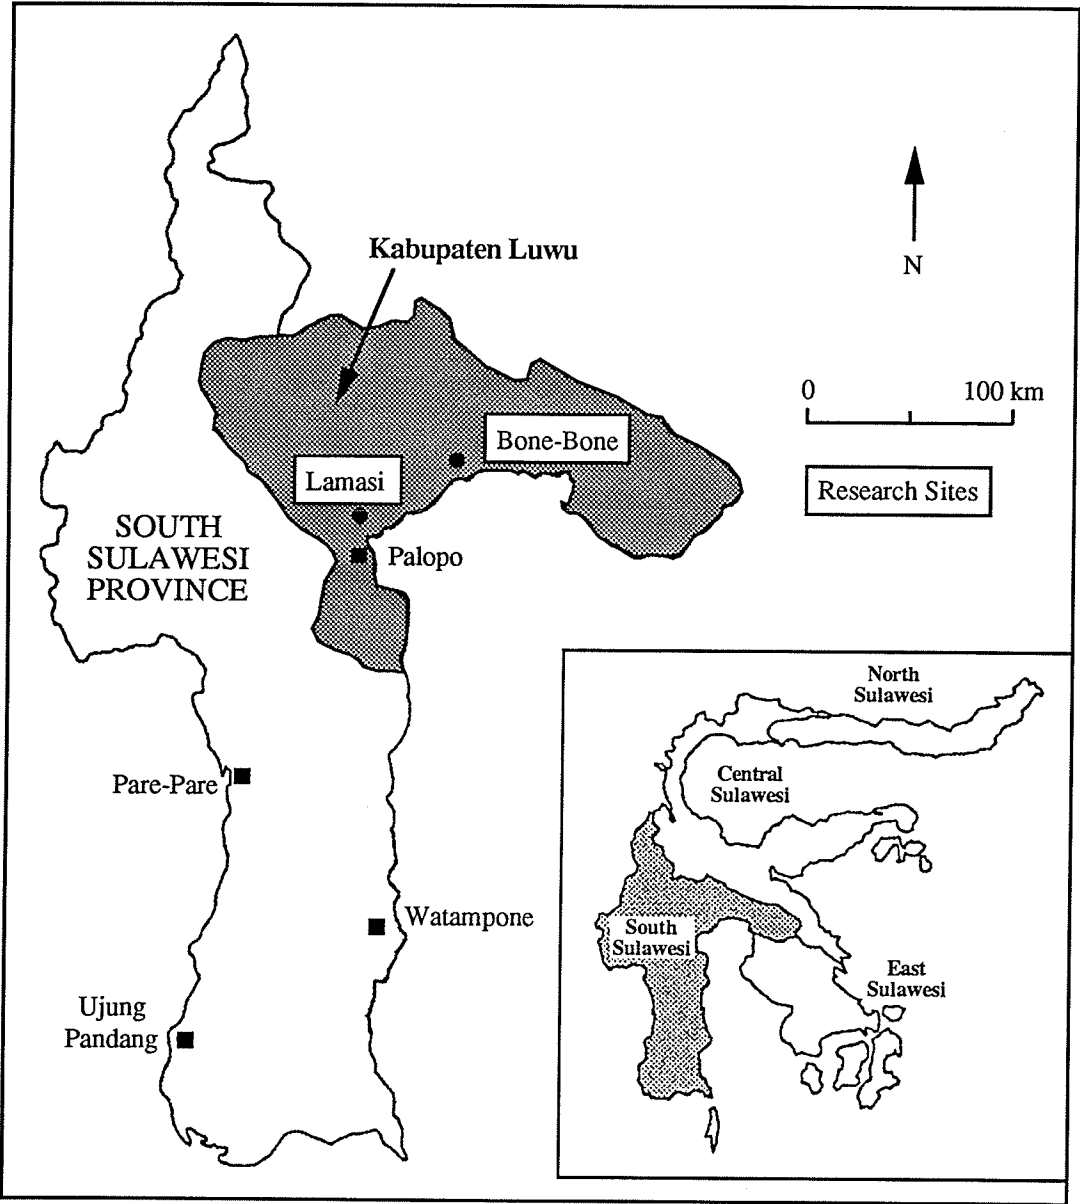 Kabupaten Luwu
N
0 100 km
Bone-Bone
Lamasi
Research Sites
SOUTH
SULAWESI
PROVINCE
Palopo
Pare-Pare
Watampone
Ujung
Pandang
North
Sulawesi
Central
Sulawesi
South
Sulawesi
East
Sulawesi